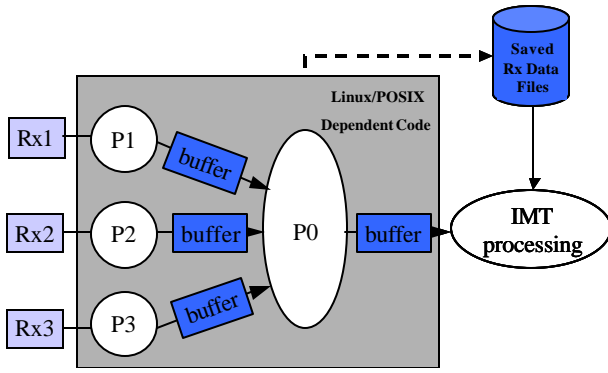 Saved
Rx Data
Files
Linux/POSIX
Dependent Code
Rx1
P1
buffer
Rx2
P2
buffer
P0
buffer
IMT
processing
Rx3
P3
buffer